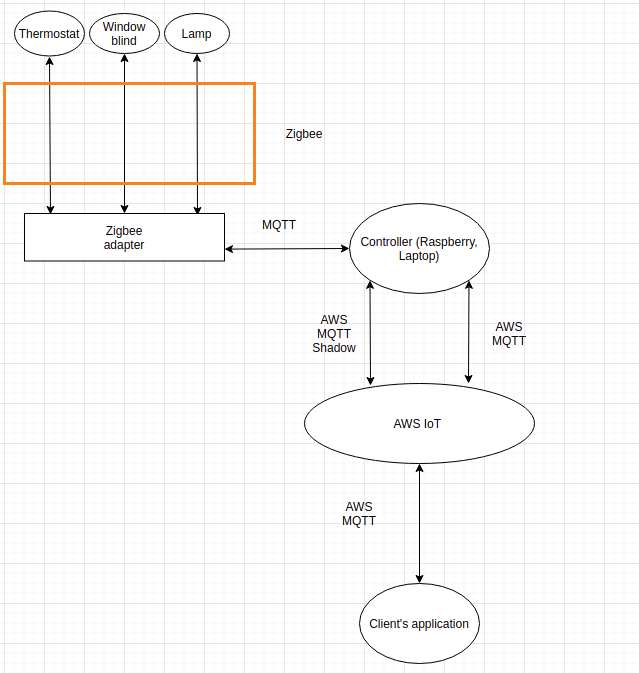 Thermostat
Window
blind
Lamp
Zigbee
Zigbee
adapter
MQTT
Controller (Raspberry,
Laptop)
AWS
MQTT
Shadow
AWS
MQTT
AWS IoT
AWS
MQTT
Client's application